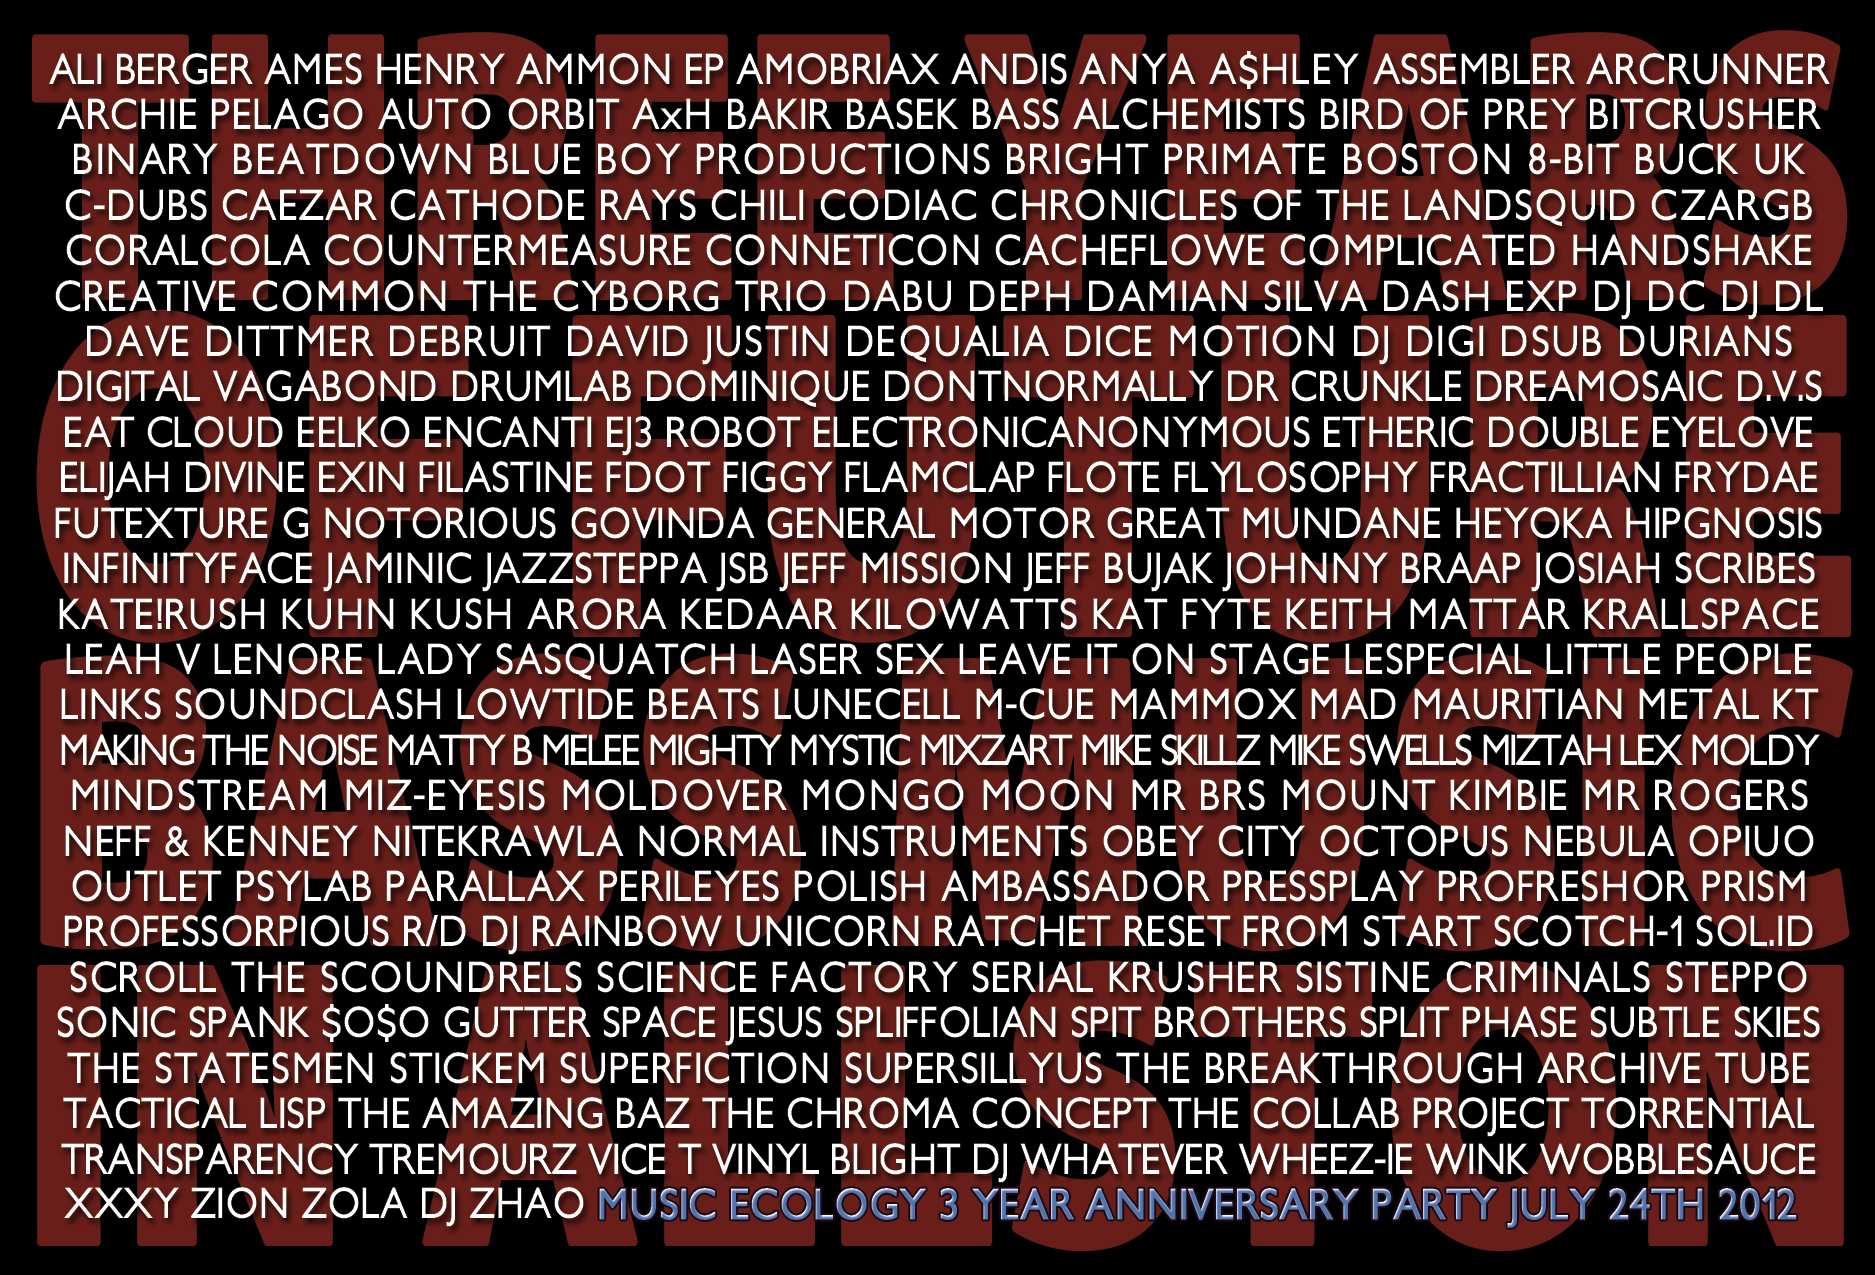 THREE YEARS
OF FUTURE
BASS MUSIC
IN ALLSTON
ALI BERGER AMES HENRY AMMON EP AMOBRIAX ANDIS ANYA A$HLEY ASSEMBLER ARCRUNNER
ARCHIE PELAGO AUTO ORBIT AxH BAKIR BASEK BASS ALCHEMISTS BIRD OF PREY BITCRUSHER
BINARY BEATDOWN BLUE BOY PRODUCTIONS BRIGHT PRIMATE BOSTON 8-BIT BUCK UK
C-DUBS CAEZAR CATHODE RAYS CHILI CODIAC CHRONICLES OF THE LANDSQUID CZARGB
CORALCOLA COUNTERMEASURE CONNETICON CACHEFLOWE COMPLICATED HANDSHAKE
CREATIVE COMMON THE CYBORG TRIO DABU DEPH DAMIAN SILVA DASH EXP DJ DC DJ DL
DAVE DITTMER DEBRUIT DAVID JUSTIN DEQUALIA DICE MOTION DJ DIGI DSUB DURIANS
DIGITAL VAGABOND DRUMLAB DOMINIQUE DONTNORMALLY DR CRUNKLE DREAMOSAIC D.V.S
EAT CLOUD EELKO ENCANTI EJ3 ROBOT ELECTRONICANONYMOUS ETHERIC DOUBLE EYELOVE
ELIJAH DIVINE EXIN FILASTINE FDOT FIGGY FLAMCLAP FLOTE FLYLOSOPHY FRACTILLIAN FRYDAE
FUTEXTURE G NOTORIOUS GOVINDA GENERAL MOTOR GREAT MUNDANE HEYOKA HIPGNOSIS
INFINITYFACE JAMINIC JAZZSTEPPA JSB JEFF MISSION JEFF BUJAK JOHNNY BRAAP JOSIAH SCRIBES
KATE!RUSH KUHN KUSH ARORA KEDAAR KILOWATTS KAT FYTE KEITH MATTAR KRALLSPACE
LEAH V LENORE LADY SASQUATCH LASER SEX LEAVE IT ON STAGE LESPECIAL LITTLE PEOPLE
LINKS SOUNDCLASH LOWTIDE BEATS LUNECELL M-CUE MAMMOX MAD MAURITIAN METAL KT
MAKING THE NOISE MATTY B MELEE MIGHTY MYSTIC MIXZART MIKE SKILLZ MIKE SWELLS MIZTAH LEX MOLDY
MINDSTREAM MIZ-EYESIS MOLDOVER MONGO MOON MR BRS MOUNT KIMBIE MR ROGERS
NEFF & KENNEY NITEKRAWLA NORMAL INSTRUMENTS OBEY CITY OCTOPUS NEBULA OPIUO
OUTLET PSYLAB PARALLAX PERILEYES POLISH AMBASSADOR PRESSPLAY PROFRESHOR PRISM
PROFESSORPIOUS R/D DJ RAINBOW UNICORN RATCHET RESET FROM START SCOTCH-1 SOL.ID
SCROLL THE SCOUNDRELS SCIENCE FACTORY SERIAL KRUSHER SISTINE CRIMINALS STEPPO
SONIC SPANK $O$O GUTTER SPACE JESUS SPLIFFOLIAN SPIT BROTHERS SPLIT PHASE SUBTLE SKIES
THE STATESMEN STICKEM SUPERFICTION SUPERSILLYUS THE BREAKTHROUGH ARCHIVE TUBE
TACTICAL LISP THE AMAZING BAZ THE CHROMA CONCEPT THE COLLAB PROJECT TORRENTIAL
TRANSPARENCY TREMOURZ VICE T VINYL BLIGHT DJ WHATEVER WHEEZ-IE WINK WOBBLESAUCE
XXXY ZION ZOLA DJ ZHAO MUSIC ECOLOGY 3 YEAR ANNIVERSARY PARTY JULY 24TH 2012